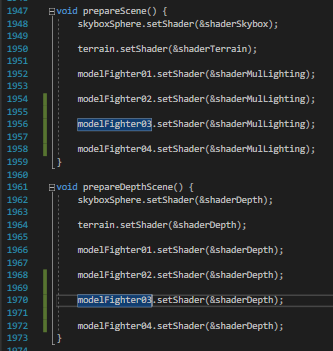 1947 void prepareScene() {
1948 skyboxSphere.setShader(&shaderSkybox);
1949
1950 terrain.setShader(&shaderTerrain);
1951
1952 modelFighter01.setShader(&shaderMulLighting);
1953
1954 modelFighter02.setShader(&shaderMulLighting);
1955
1956 modelFighter03.setShader(&shaderMulLighting);
1957
1958 modelFighter04.setShader(&shaderMulLighting);
1959 }
1960
1961 void prepareDepthScene() {
1962 skyboxSphere.setShader(&shaderDepth);
1963
1964 terrain.setShader(&shaderDepth);
1965
1966 modelFighter01.setShader(&shaderDepth);
1967
1968 modelFighter02.setShader(&shaderDepth);
1969
1970 modelFighter03.setShader(&shaderDepth);
1971
1972 modelFighter04.setShader(&shaderDepth);
1973 }